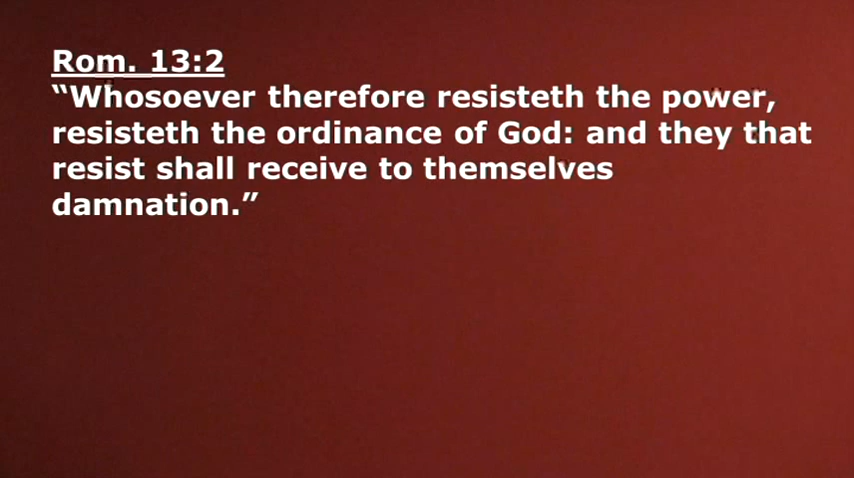 Rom. 13:2
“Whosoever therefore resisteth the power,
resisteth the ordinance of God: and they that
resist shall receive to themselves
damnation.”